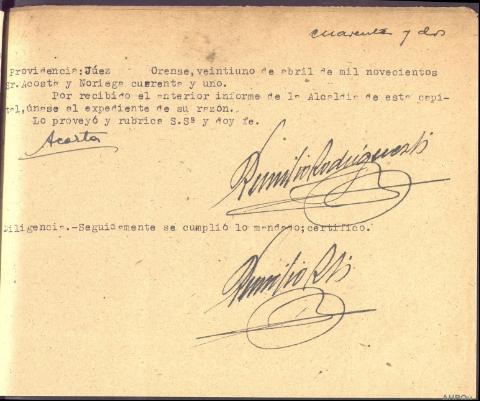 cuarenta y dos
Providencia: Júez Orense, veintiuno de abril de mil novecientos
Sr. Acosta y Noriega cuarenta y uno.
Por recibido el anterior informe de la Alcaldia de esta capi-
tal, únase al expediente de su razón.
Lo proveyó y rubrica S.Sª y doy fe.
Acosta
Diligencia.-Seguidamente se cumplió lo mandado; certifico.